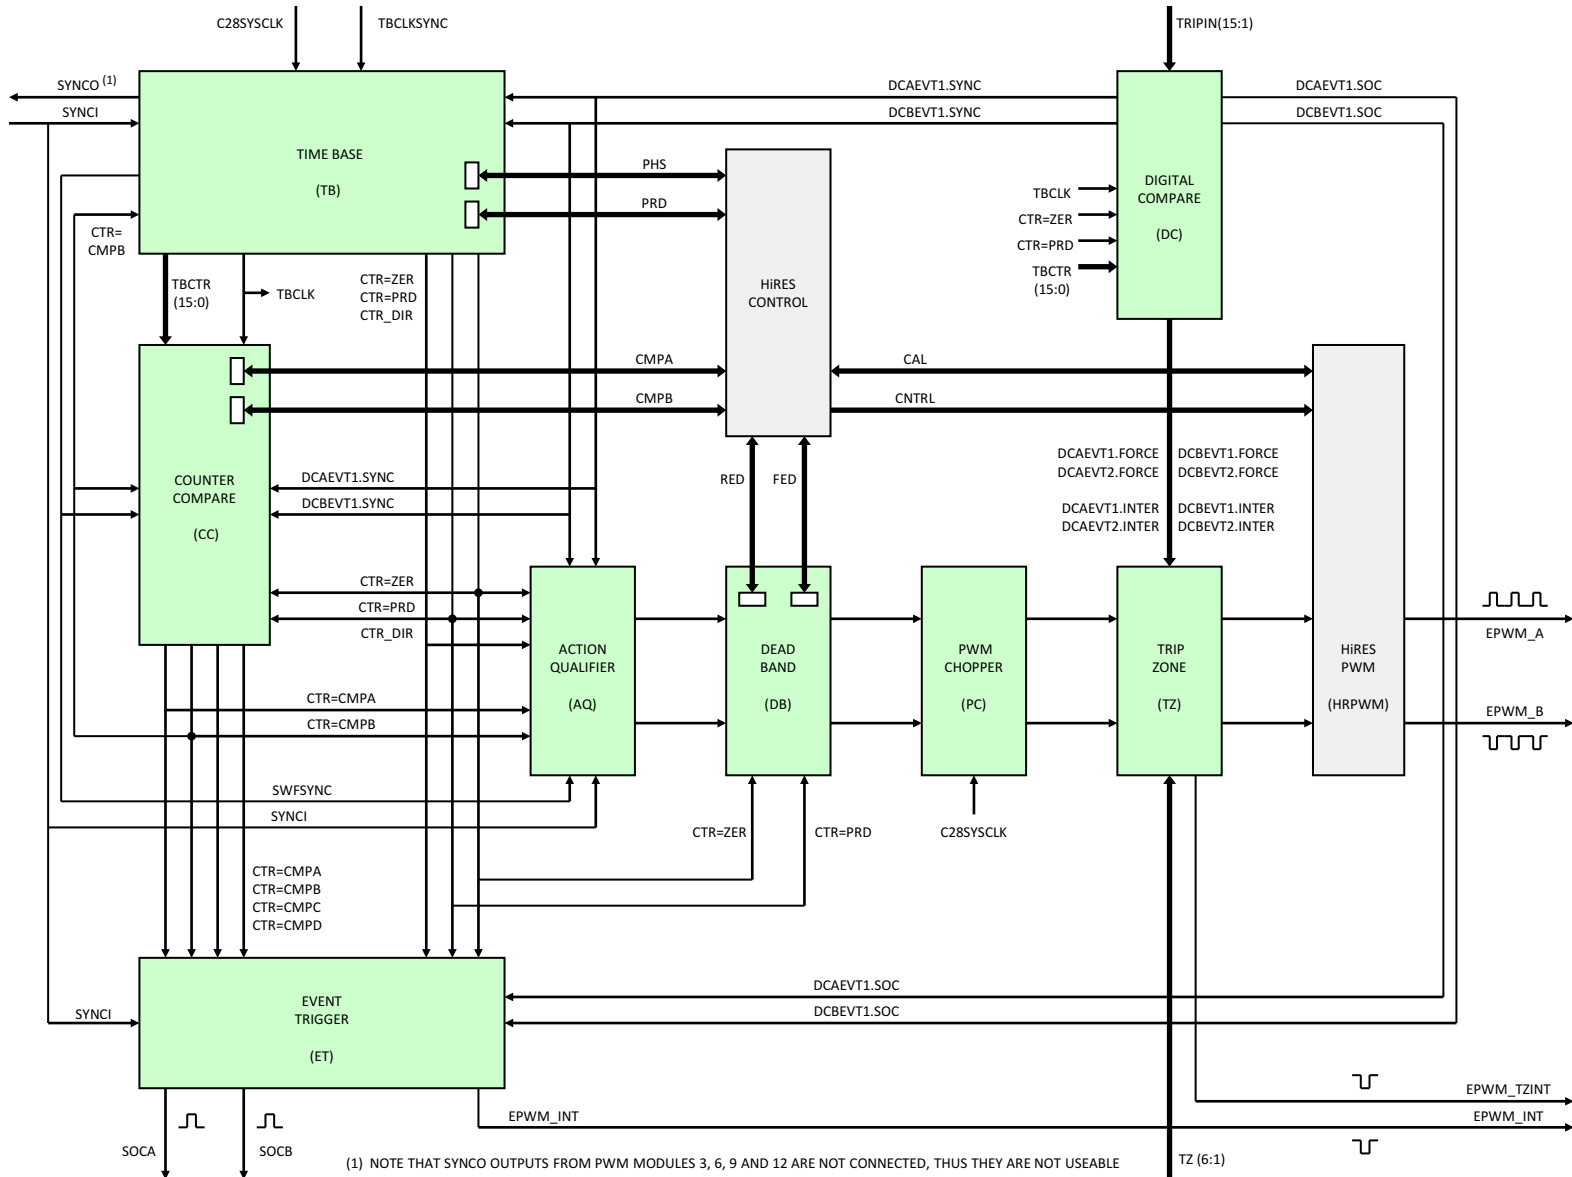 C28SYSCLK
TBCLKSYNC
TRIPIN(15:1)
SYNCO (1)
SYNCI
DCAEVT1.SYNC
DCBEVT1.SYNC
DCAEVT1.SOC
DCBEVT1.SOC
TIME BASE
(TB)
PHS
PRD
CTR=
CMPB
DIGITAL
COMPARE
(DC)
TBCLK
CTR=ZER
CTR=PRD
TBCTR
(15:0)
TBCTR
(15:0)
TBCLK
CTR=ZER
CTR=PRD
CTR_DIR
HiRES
CONTROL
CMPA
CMPB
CAL
CNTRL
COUNTER
COMPARE
(CC)
DCAEVT1.SYNC
DCBEVT1.SYNC
RED
FED
DCAEVT1.FORCE
DCAEVT2.FORCE
DCBEVT1.FORCE
DCBEVT2.FORCE
DCAEVT1.INTER
DCAEVT2.INTER
DCBEVT1.INTER
DCBEVT2.INTER
CTR=ZER
CTR=PRD
CTR_DIR
CTR=CMPA
CTR=CMPB
ACTION
QUALIFIER
(AQ)
DEAD
BAND
(DB)
PWM
CHOPPER
(PC)
TRIP
ZONE
(TZ)
HiRES
PWM
(HRPWM)
EPWM_A
EPWM_B
SWFSYNC
SYNCI
CTR=ZER
CTR=PRD
C28SYSCLK
CTR=CMPA
CTR=CMPB
CTR=CMPC
CTR=CMPD
DCAEVT1.SOC
DCBEVT1.SOC
SYNCI
EVENT
TRIGGER
(ET)
EPWM_TZINT
EPWM_INT
EPWM_INT
SOCA
SOCB
(1) NOTE THAT SYNCO OUTPUTS FROM PWM MODULES 3, 6, 9 AND 12 ARE NOT CONNECTED, THUS THEY ARE NOT USEABLE
TZ (6:1)